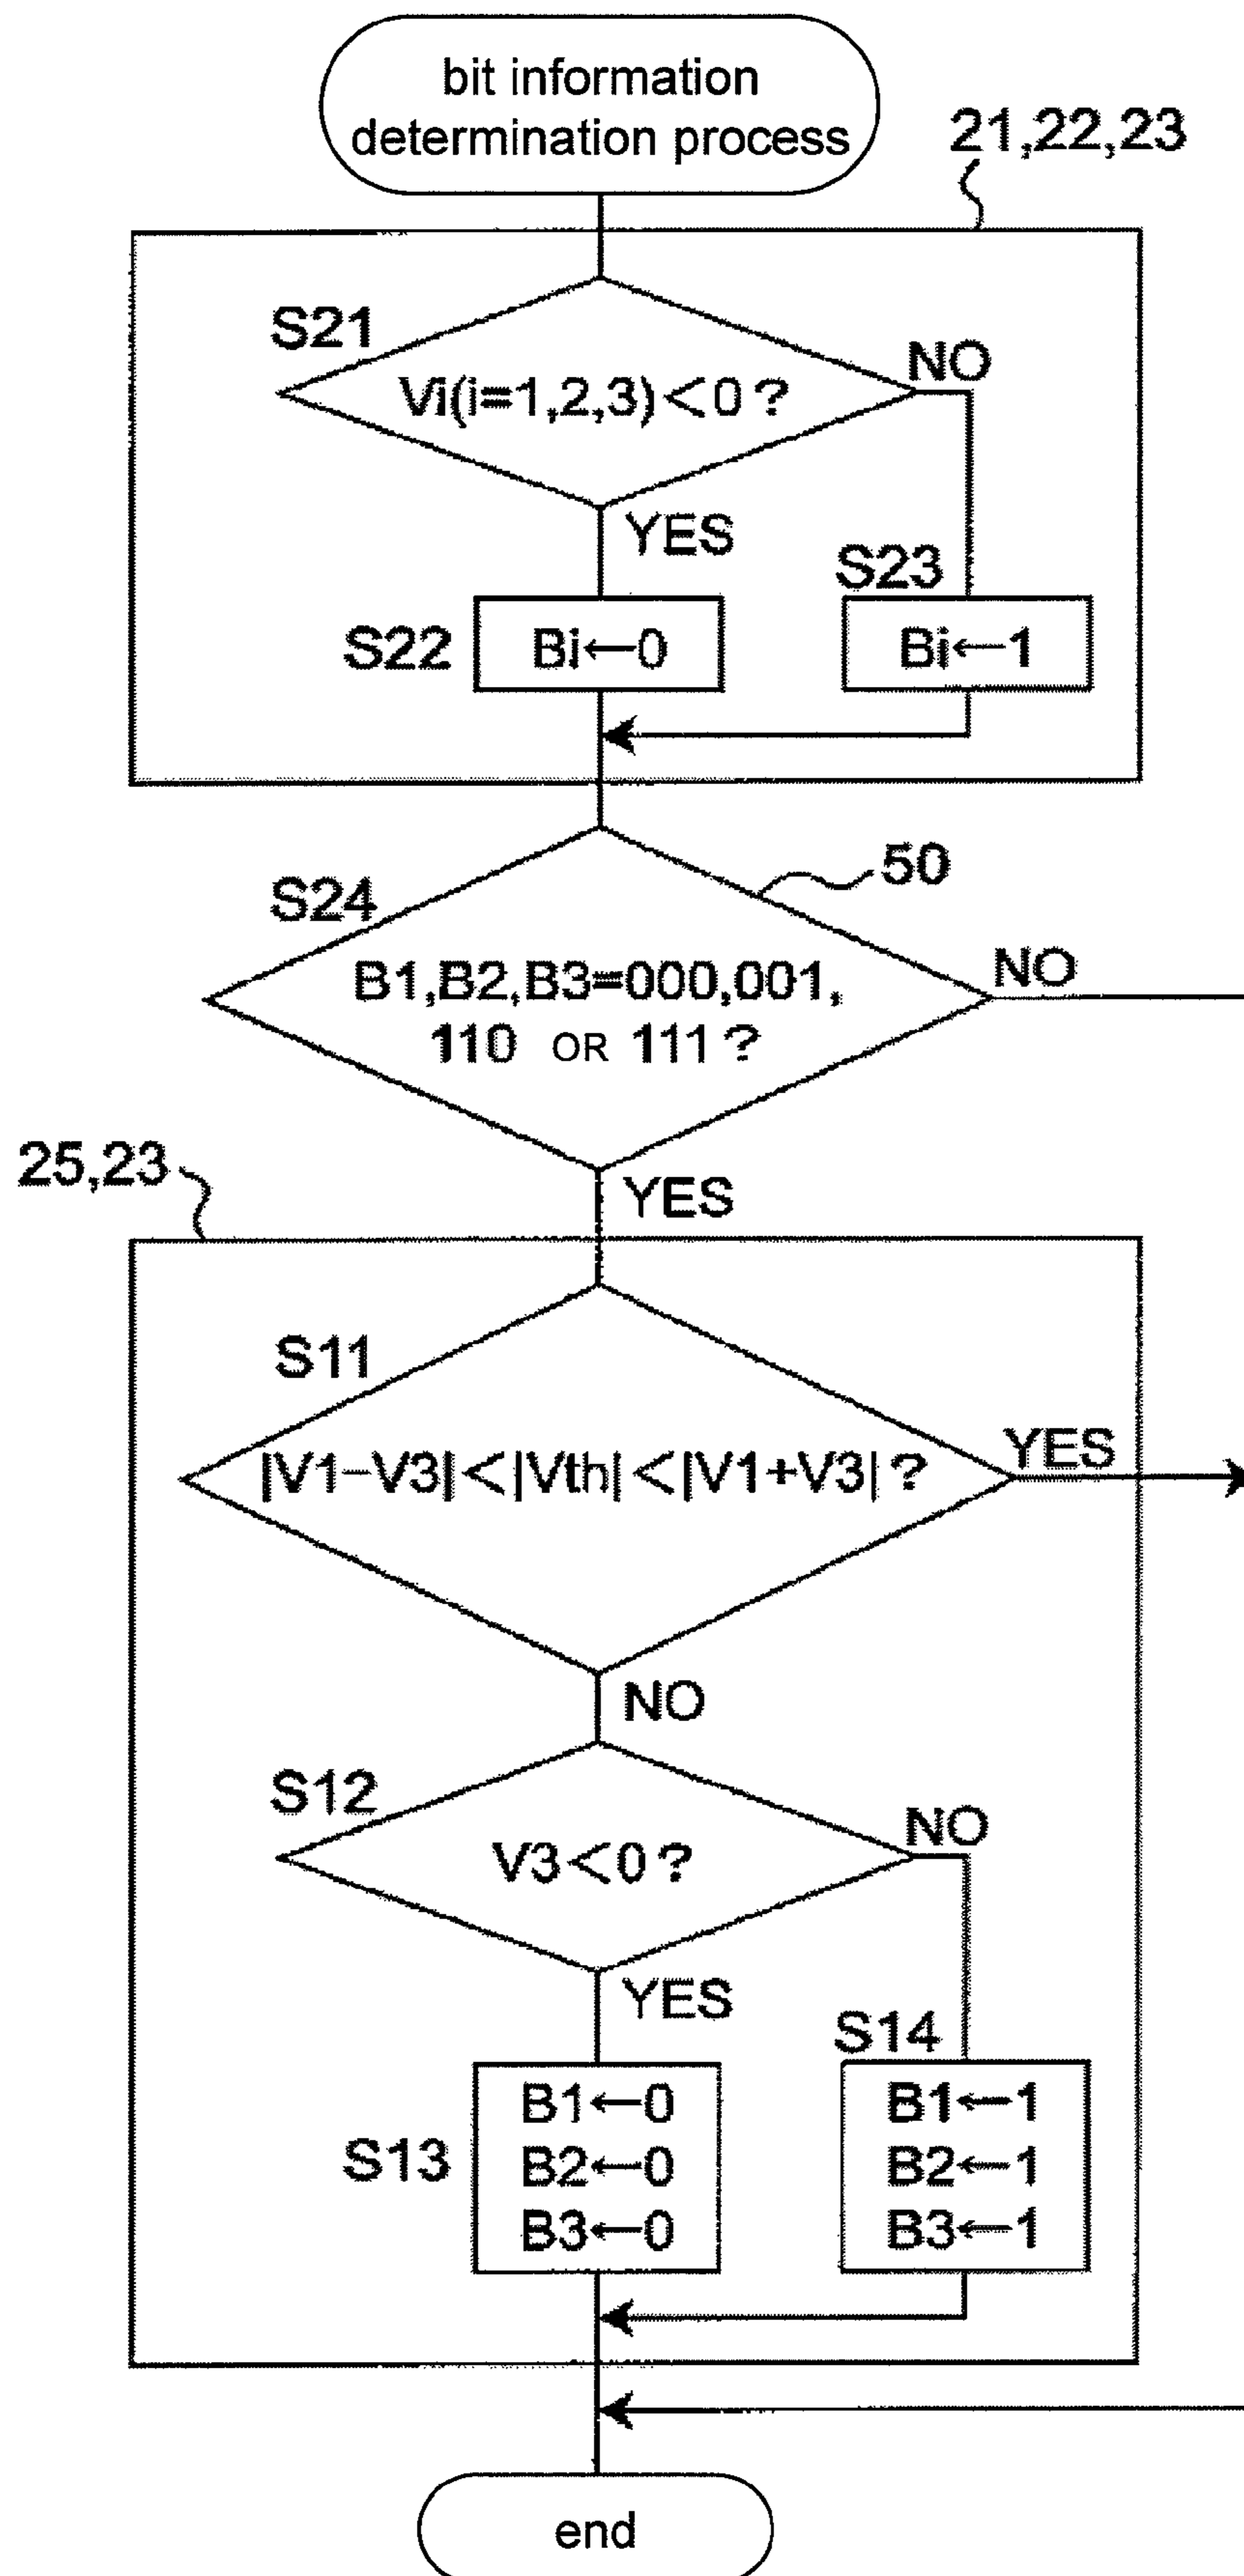 bit information
determination process
21,22,23
S21
Vi(i=1,2,3)<0?
NO
YES
S23
S22
Bi←0
Bi←1
50
S24
B1,B2,B3=000,001,
110 OR 111?
NO
25,23
YES
S11
|V1−V3|<|Vth|<|V1+V3|?
YES
NO
S12
V3<0?
NO
YES
S14
S13
B1←0
B2←0
B3←0
B1←1
B2←1
B3←1
end